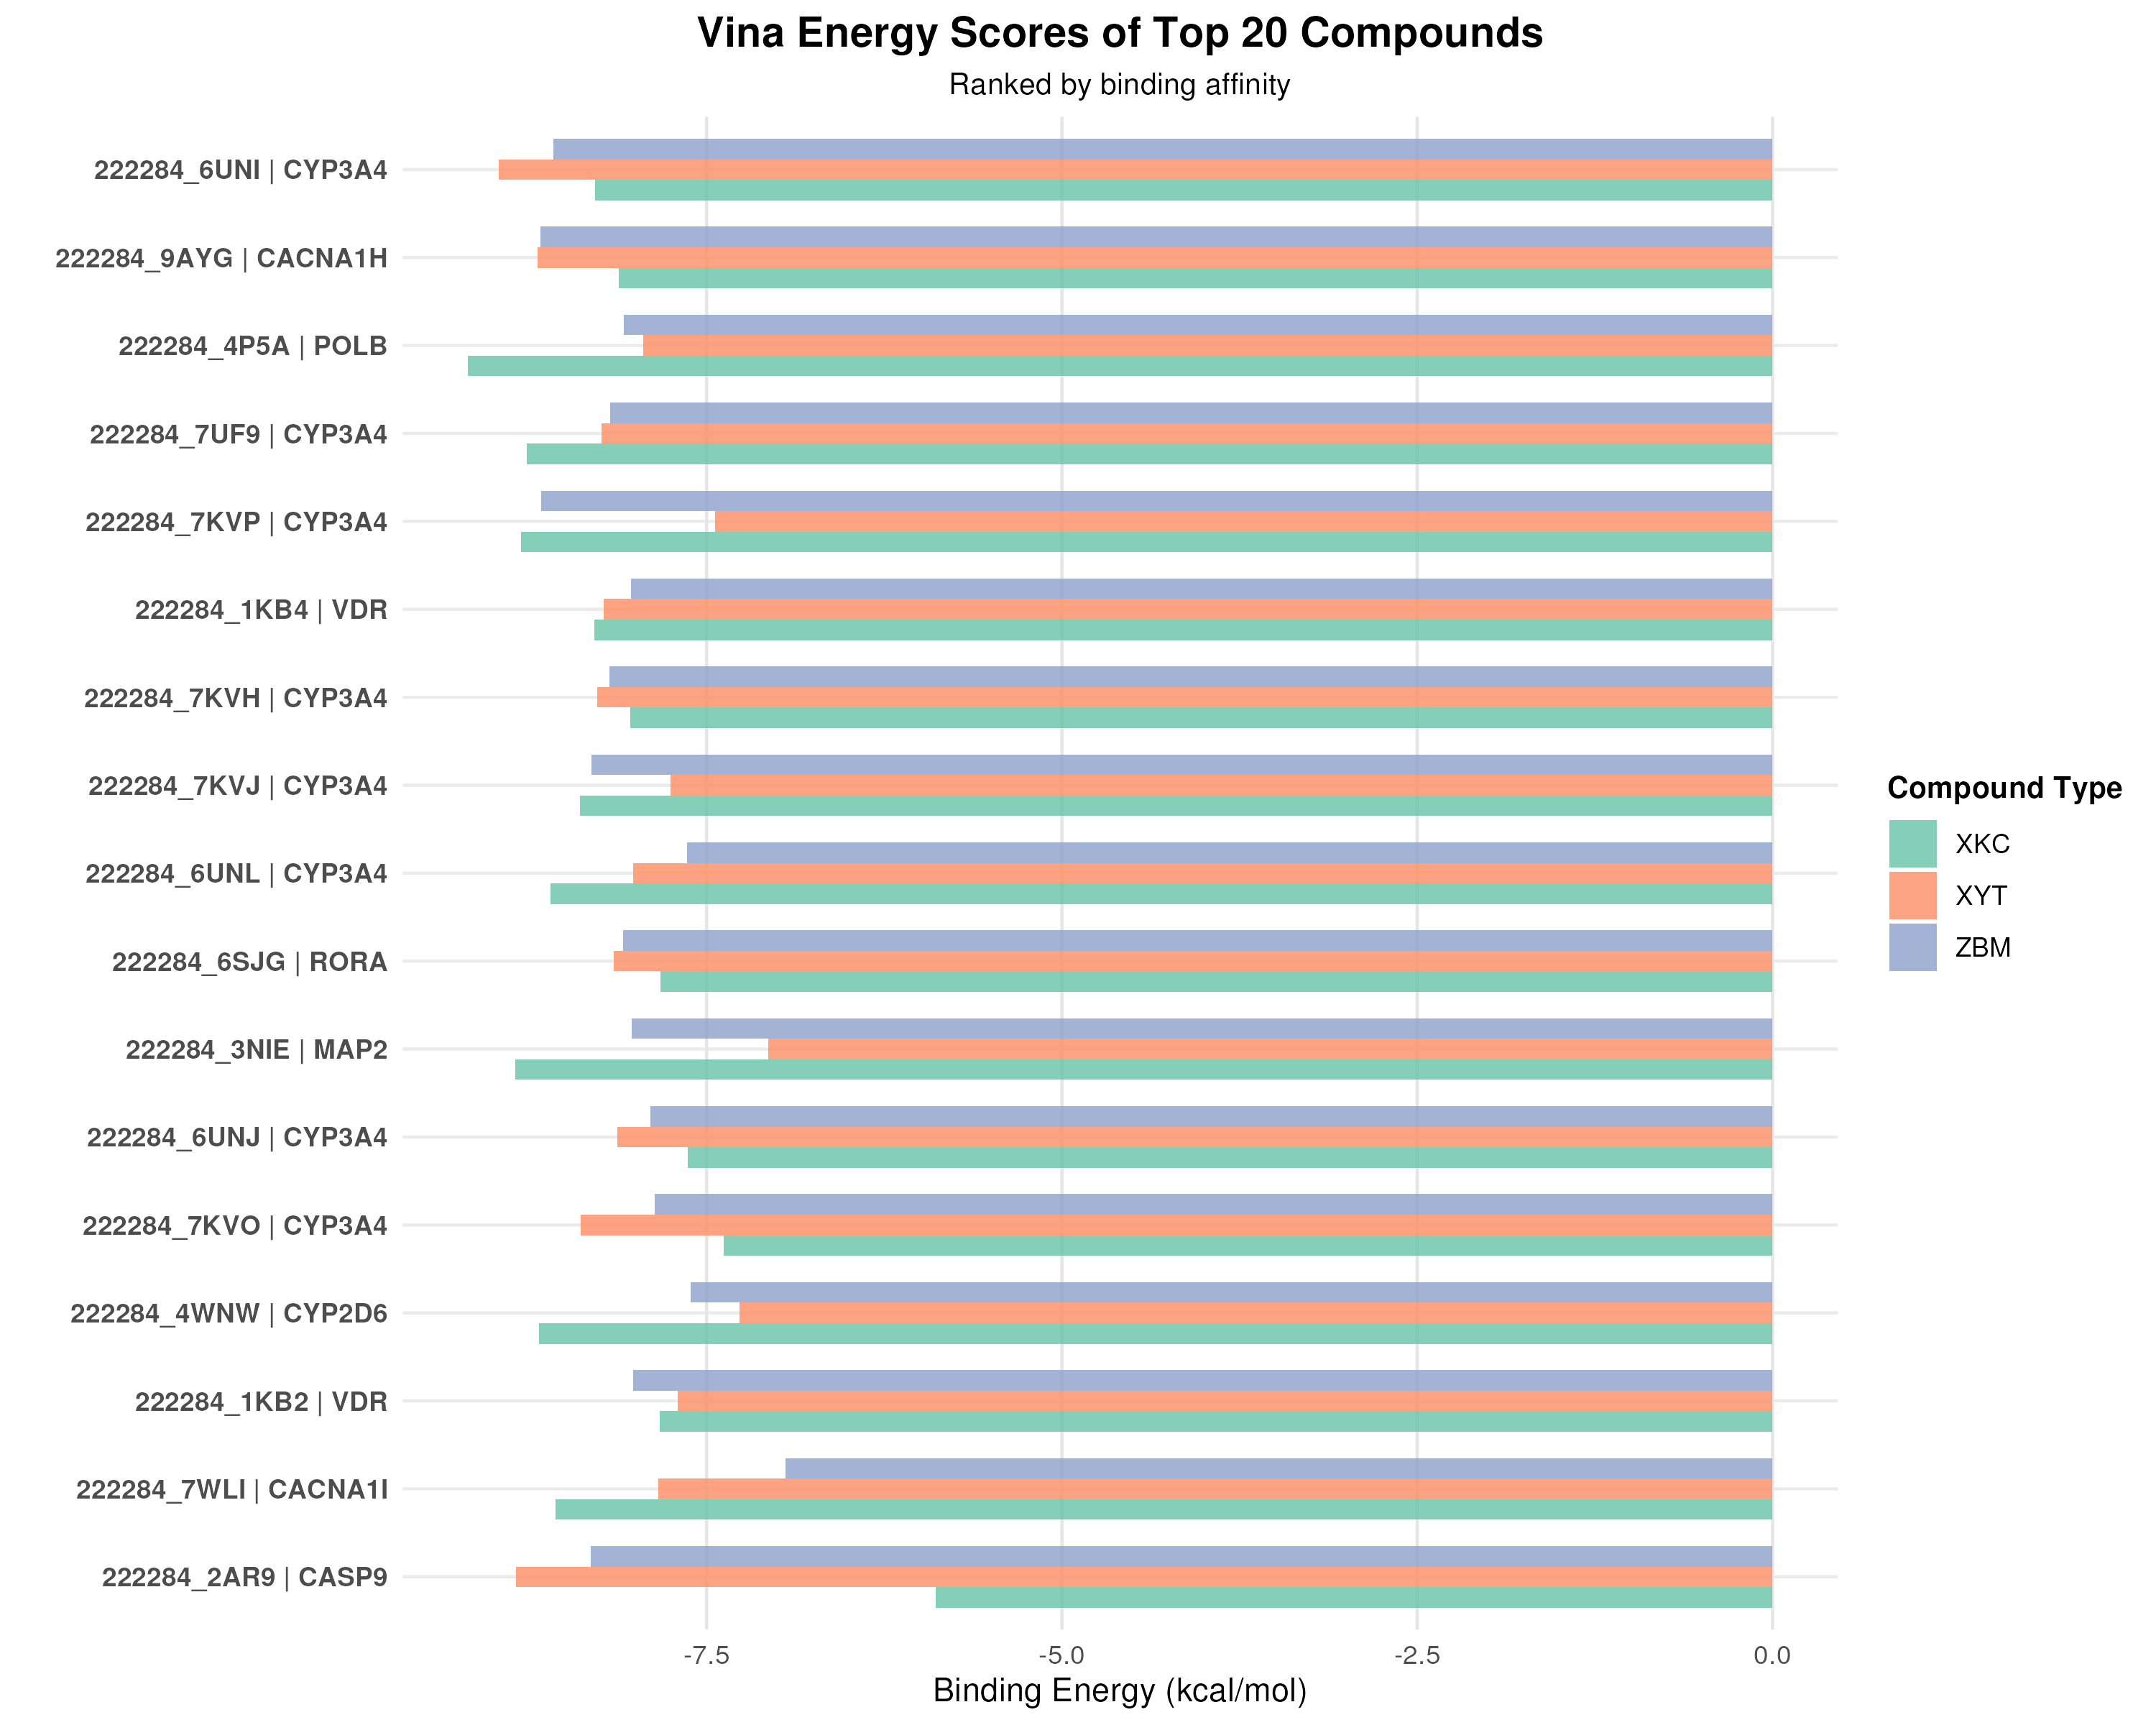 Vina Energy Scores of Top 20 Compounds
Ranked by binding affinity
222284_6UNI | CYP3A4
222284_9AYG | CACNA1H
222284_4P5A | POLB
222284_7UF9 | CYP3A4
222284_7KVP | CYP3A4
222284_1KB4 | VDR
222284_7KVH | CYP3A4
222284_7KVJ | CYP3A4
222284_6UNL | CYP3A4
222284_6SJG | RORA
222284_3NIE | MAP2
222284_6UNJ | CYP3A4
222284_7KVO | CYP3A4
222284_4WNW | CYP2D6
222284_1KB2 | VDR
222284_7WLI | CACNA1I
222284_2AR9 | CASP9
-7.5 -5.0 -2.5 0.0
Binding Energy (kcal/mol)
Compound Type
XKC
XYT
ZBM